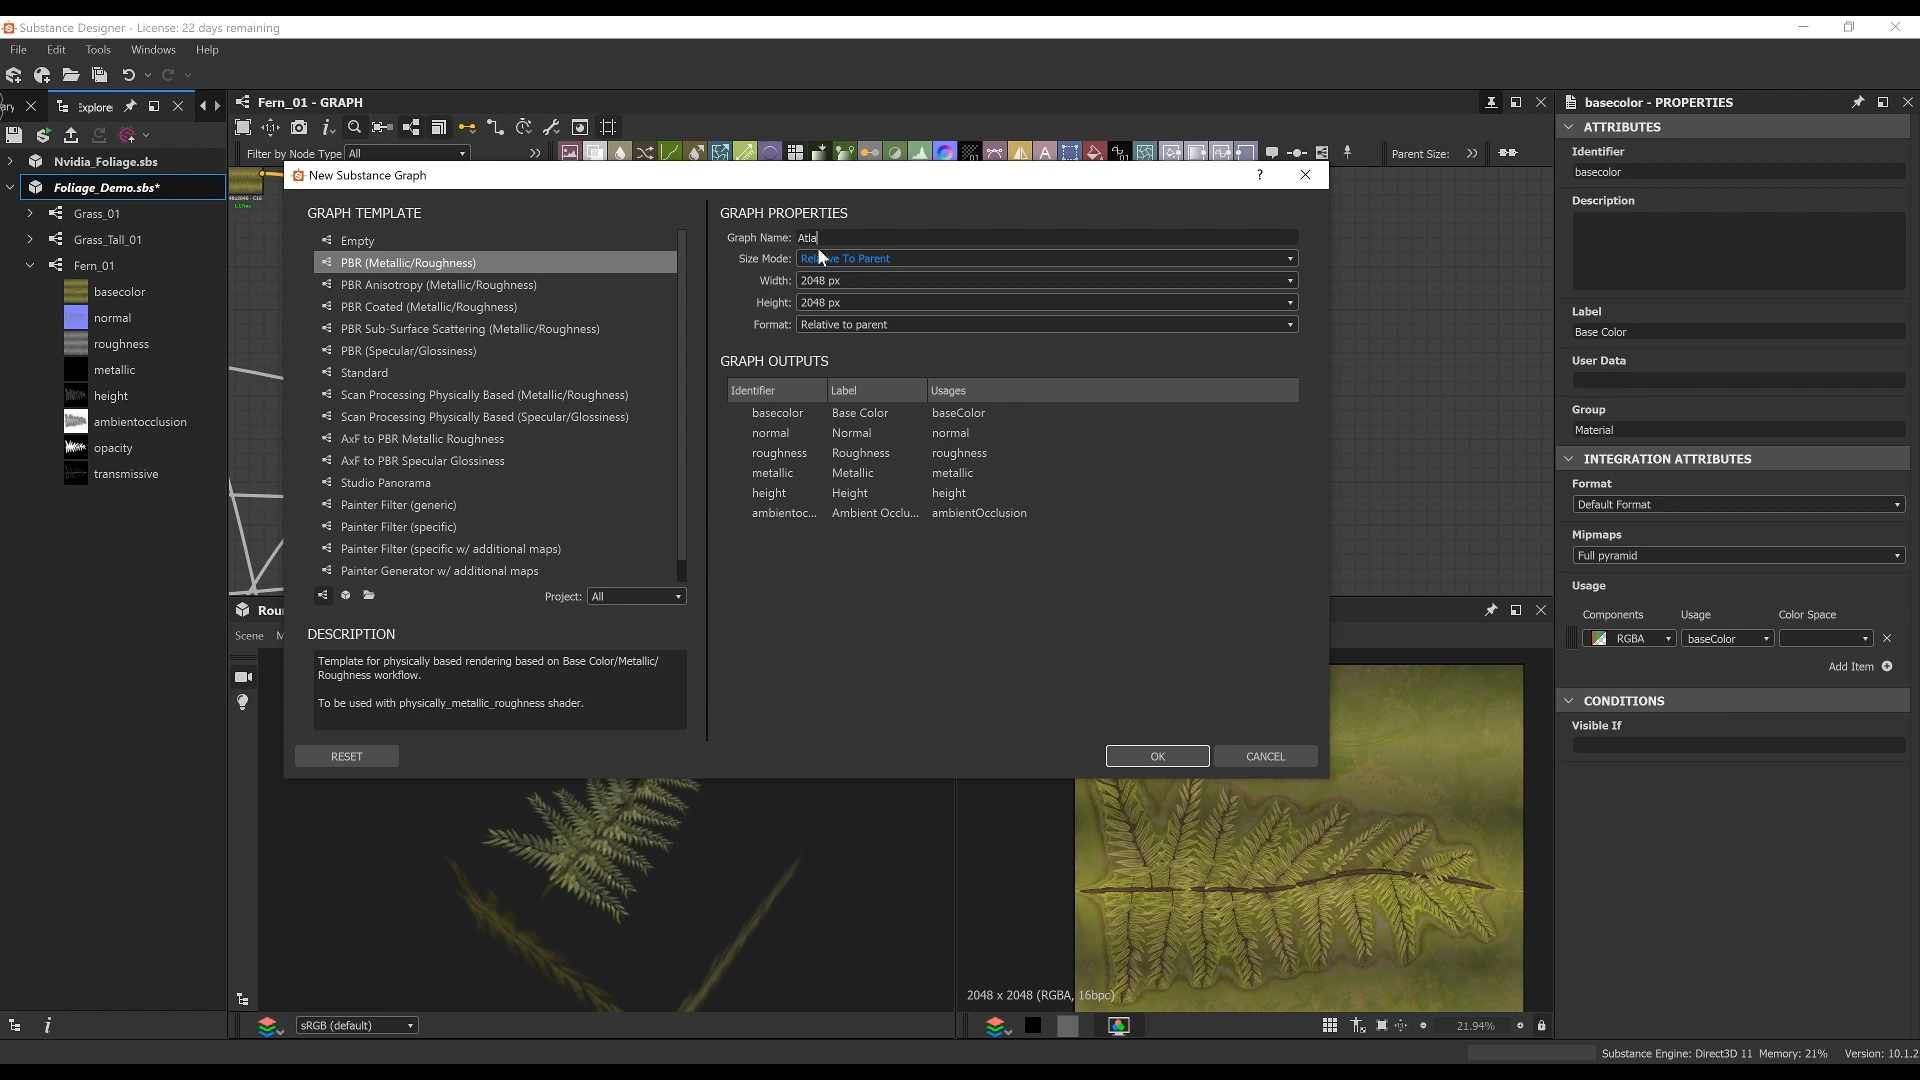 Substance Designer - License: 22 days remaining
File Edit Tools Windows Help
Explorer
Fern_01 - GRAPH
basecolor - PROPERTIES
Filter by Node Type All
Parent Size:
Nvidia_Foliage.sbs
Foliage_Demo.sbs*
Grass_01
Grass_Tall_01
Fern_01
basecolor
normal
roughness
metallic
height
ambientocclusion
opacity
transmissive
New Substance Graph
GRAPH TEMPLATE
Empty
PBR (Metallic/Roughness)
PBR Anisotropy (Metallic/Roughness)
PBR Coated (Metallic/Roughness)
PBR Sub-Surface Scattering (Metallic/Roughness)
PBR (Specular/Glossiness)
Standard
Scan Processing Physically Based (Metallic/Roughness)
Scan Processing Physically Based (Specular/Glossiness)
AxF to PBR Metallic Roughness
AxF to PBR Specular Glossiness
Studio Panorama
Painter Filter (generic)
Painter Filter (specific)
Painter Filter (specific w/ additional maps)
Painter Generator w/ additional maps
Project: All
DESCRIPTION
Template for physically based rendering based on Base Color/Metallic/
Roughness workflow.
To be used with physically_metallic_roughness shader.
RESET
GRAPH PROPERTIES
Graph Name: Atla
Size Mode: Relative To Parent
Width: 2048 px
Height: 2048 px
Format: Relative to parent
GRAPH OUTPUTS
Identifier Label Usages
basecolor Base Color baseColor
normal Normal normal
roughness Roughness roughness
metallic Metallic metallic
height Height height
ambientoc... Ambient Occlu... ambientOcclusion
OK CANCEL
Scene
2048 x 2048 (RGBA, 16bpc)
sRGB (default)
21.94%
ATTRIBUTES
Identifier
basecolor
Description
Label
Base Color
User Data
Group
Material
INTEGRATION ATTRIBUTES
Format
Default Format
Mipmaps
Full pyramid
Usage
Components Usage Color Space
RGBA baseColor
Add Item
CONDITIONS
Visible If
Substance Engine: Direct3D 11 Memory: 21% Version: 10.1.2